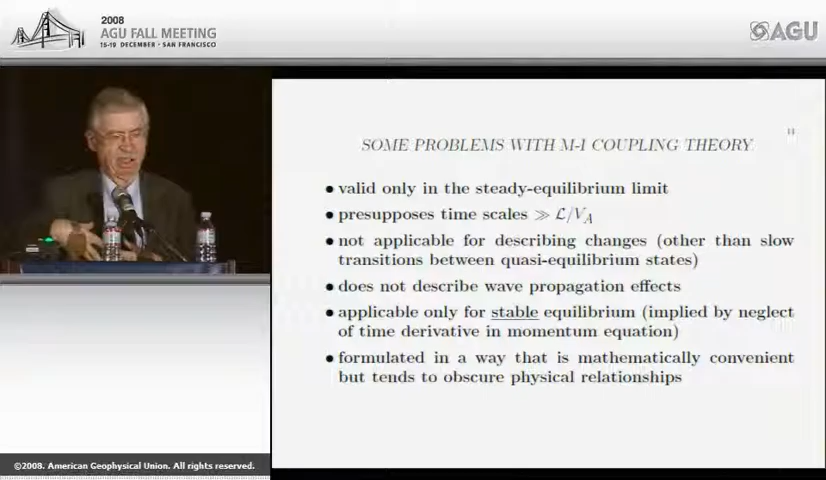 2008
AGU FALL MEETING
15-19 DECEMBER · SAN FRANCISCO
AGU
SOME PROBLEMS WITH M-I COUPLING THEORY
• valid only in the steady-equilibrium limit
• presupposes time scales ≫ ℒ/V_A
• not applicable for describing changes (other than slow
transitions between quasi-equilibrium states)
• does not describe wave propagation effects
• applicable only for stable equilibrium (implied by neglect
of time derivative in momentum equation)
• formulated in a way that is mathematically convenient
but tends to obscure physical relationships
©2008. American Geophysical Union. All rights reserved.